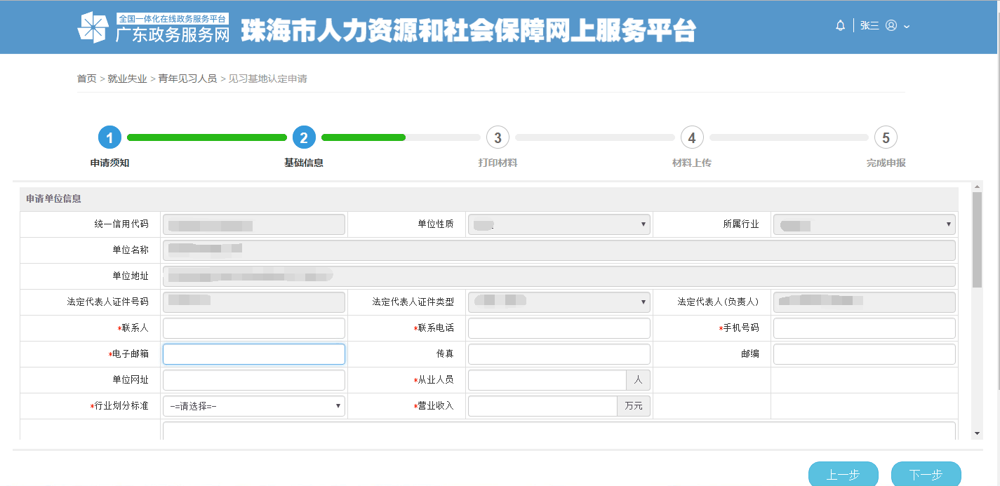 全国一体化在线政务服务平台
广东政务服务网
珠海市人力资源和社会保障网上服务平台
张三
首页 > 就业失业 > 青年见习人员 > 见习基地认定申请
1 2 3 4 5
申请须知 基础信息 打印材料 材料上传 完成申报
申请单位信息
统一信用代码 单位性质 所属行业
单位名称
单位地址
法定代表人证件号码 法定代表人证件类型 法定代表人(负责人)
*联系人 *联系电话 *手机号码
*电子邮箱 传真 邮编
单位网址 *从业人员 人
*行业划分标准 -=请选择=- *营业收入 万元
上一步 下一步